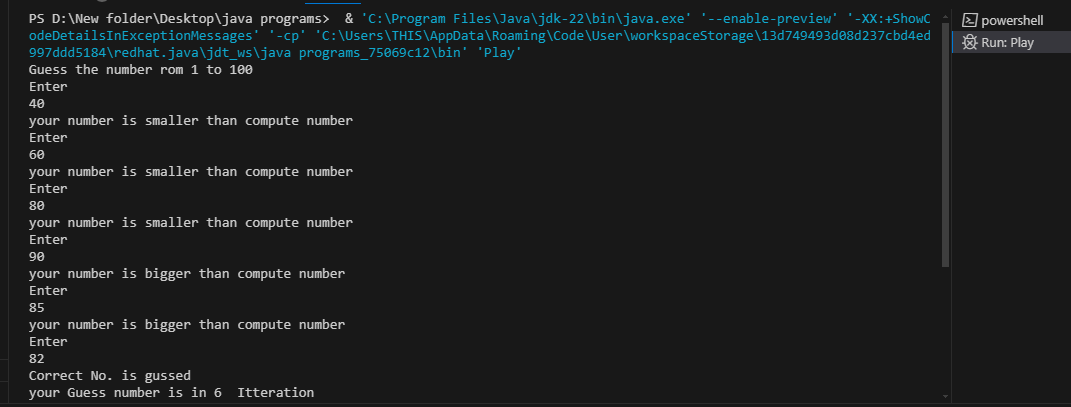 PS D:\New folder\Desktop\java programs>  & 'C:\Program Files\Java\jdk-22\bin\java.exe' '--enable-preview' '-XX:+ShowC
odeDetailsInExceptionMessages' '-cp' 'C:\Users\THIS\AppData\Roaming\Code\User\workspaceStorage\13d749493d08d237cbd4ed
997ddd5184\redhat.java\jdt_ws\java programs_75069c12\bin' 'Play'
Guess the number rom 1 to 100
Enter
40
your number is smaller than compute number
Enter
60
your number is smaller than compute number
Enter
80
your number is smaller than compute number
Enter
90
your number is bigger than compute number
Enter
85
your number is bigger than compute number
Enter
82
Correct No. is gussed
your Guess number is in 6  Itteration
powershell
Run: Play